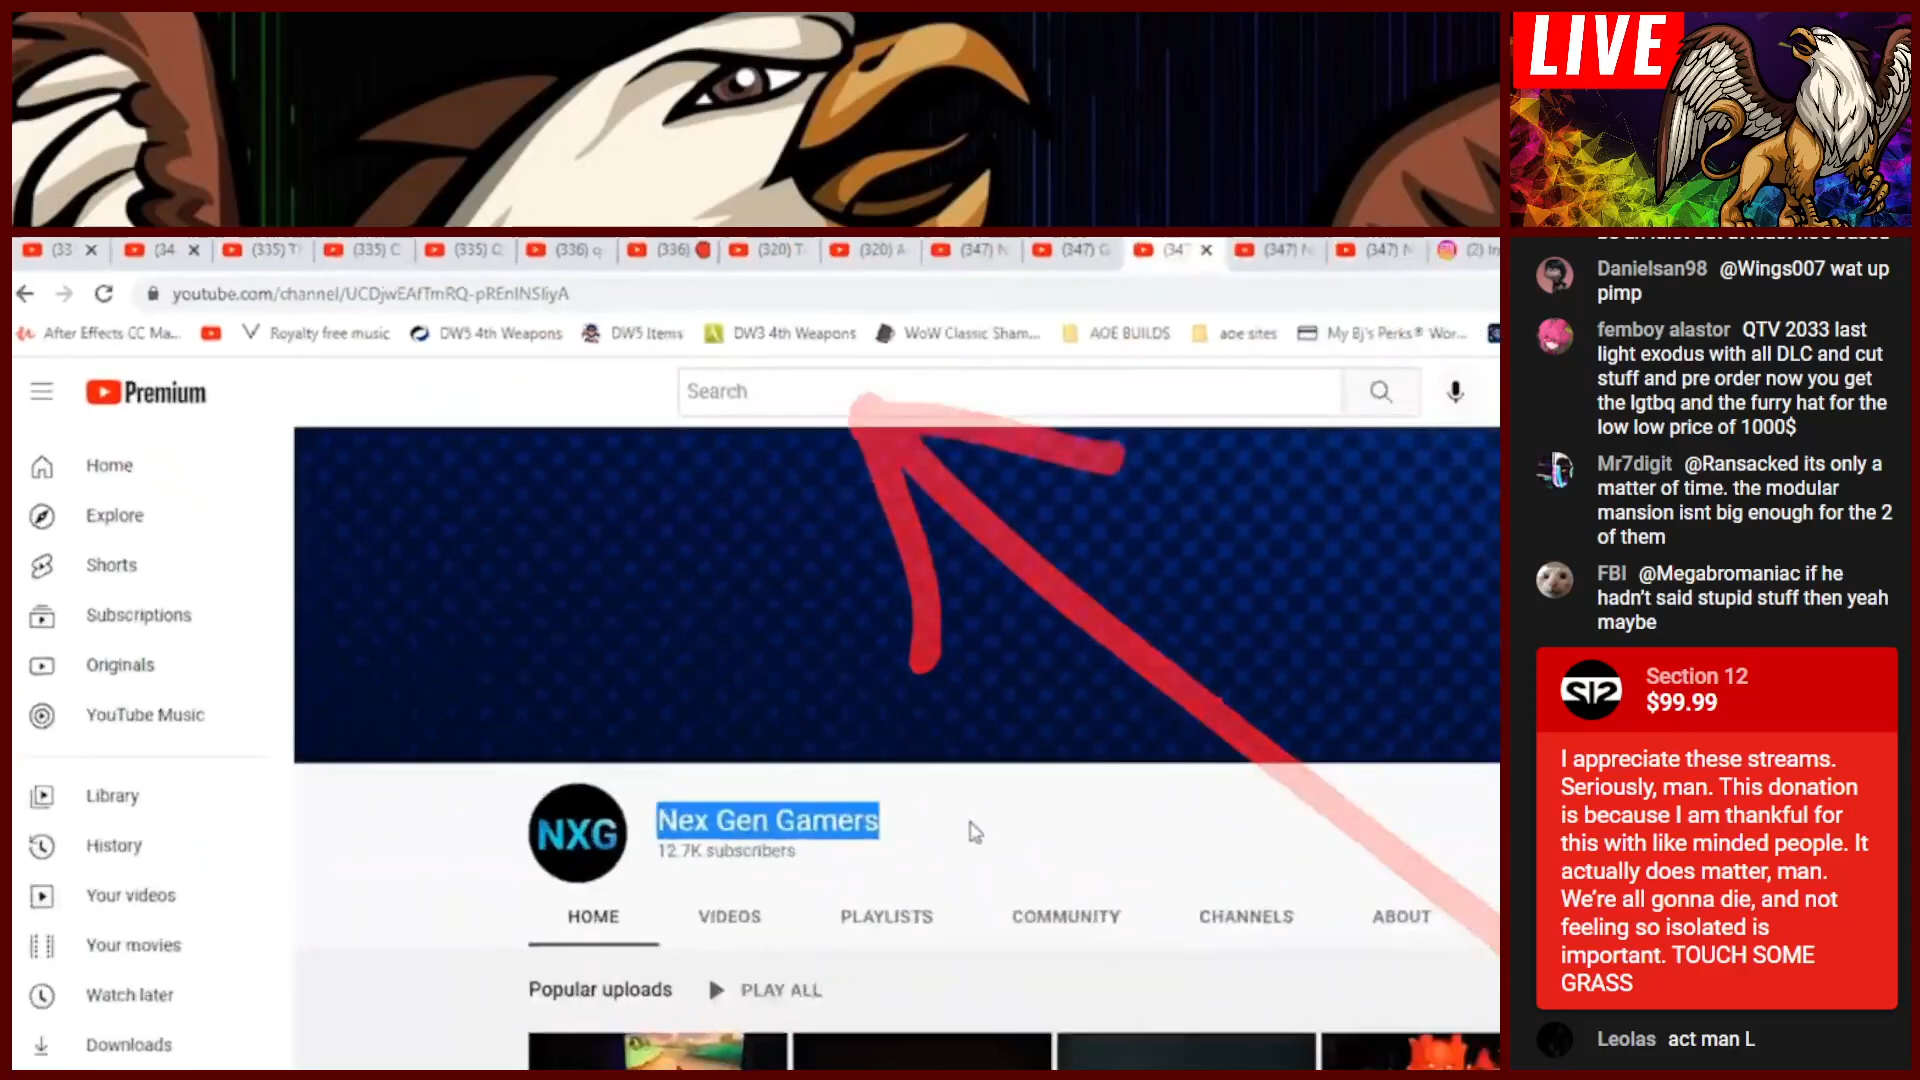 LIVE
(33
(34
(335) T
(335) C
(335) Q
(336) q
(336)
(320) T
(320) A
(347) N
(347) G
(347
(347) N
(347) N
(2) In
youtube.com/channel/UCDjwEAfTmRQ-pREnINSliyA
After Effects CC Ma...
Royalty free music
DW5 4th Weapons
DW5 Items
DW3 4th Weapons
WoW Classic Sham...
AOE BUILDS
aoe sites
My Bj's Perks® Wor...
Premium
Search
Home
Explore
Shorts
Subscriptions
Originals
YouTube Music
Library
History
Your videos
Your movies
Watch later
Downloads
NXG
Nex Gen Gamers
12.7K subscribers
HOME
VIDEOS
PLAYLISTS
COMMUNITY
CHANNELS
ABOUT
Popular uploads
PLAY ALL
Danielsan98 @Wings007 wat up
pimp
femboy alastor QTV 2033 last
light exodus with all DLC and cut
stuff and pre order now you get
the lgtbq and the furry hat for the
low low price of 1000$
Mr7digit @Ransacked its only a
matter of time. the modular
mansion isnt big enough for the 2
of them
FBI @Megabromaniac if he
hadn't said stupid stuff then yeah
maybe
S12
Section 12
$99.99
I appreciate these streams.
Seriously, man. This donation
is because I am thankful for
this with like minded people. It
actually does matter, man.
We're all gonna die, and not
feeling so isolated is
important. TOUCH SOME
GRASS
Leolas act man L